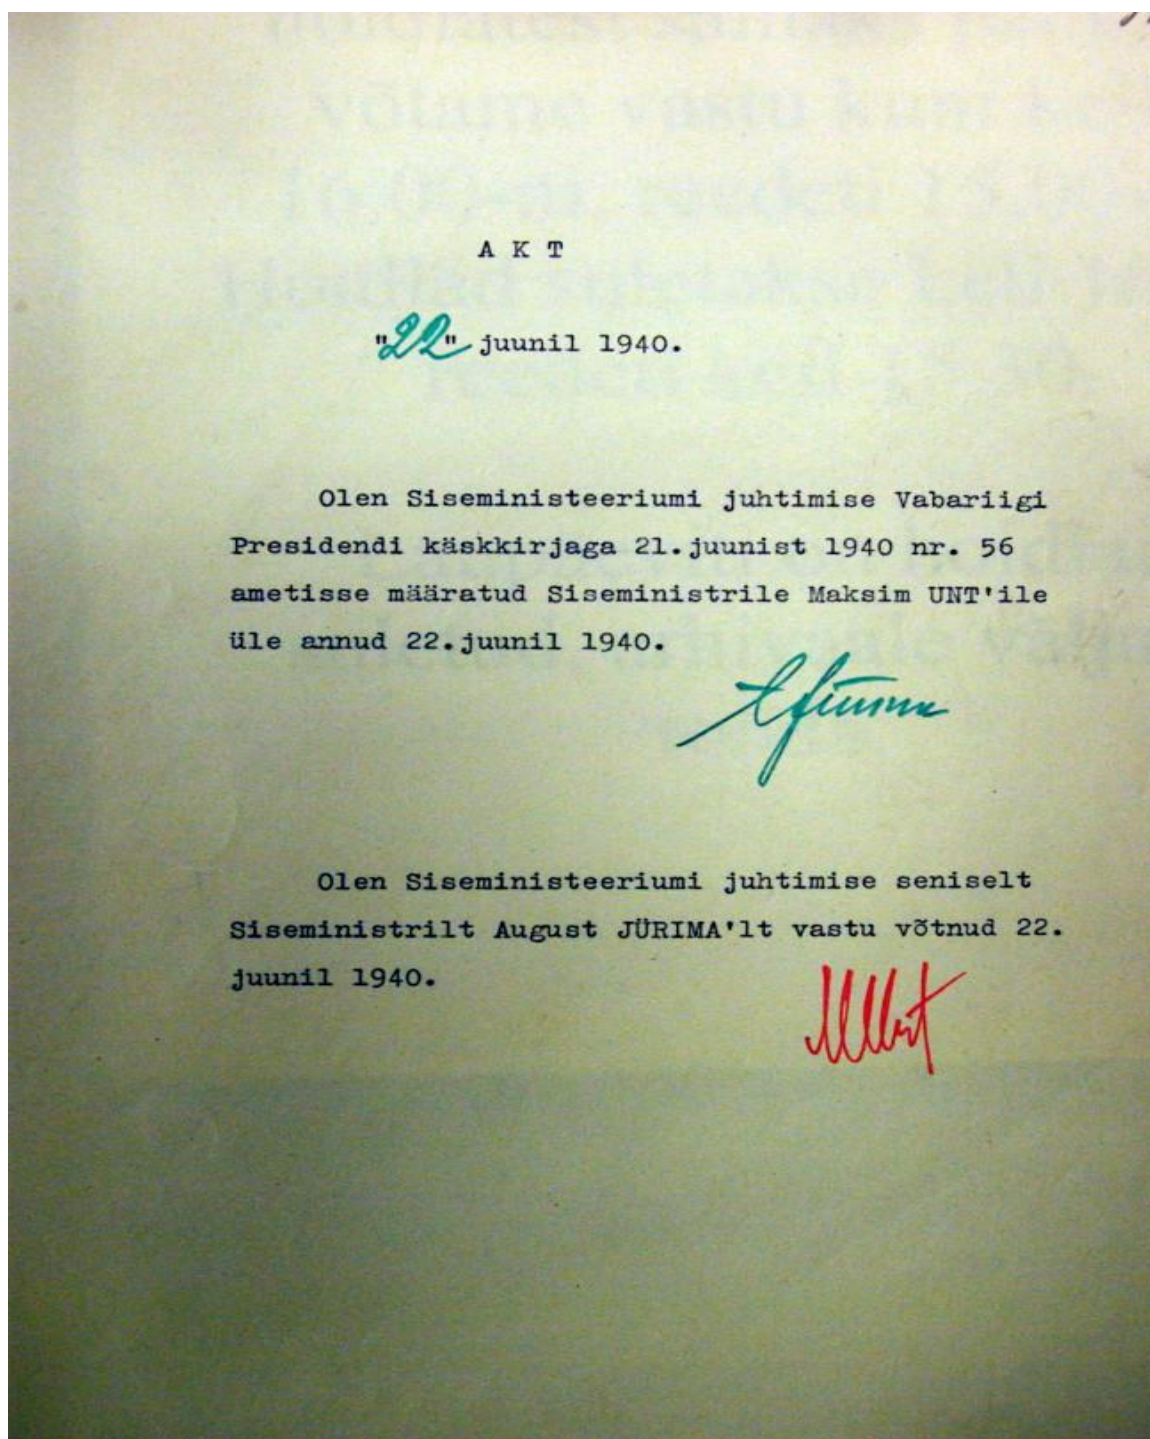 A K T
"22" juunil 1940.
Olen Siseministeeriumi juhtimise Vabariigi
Presidendi käskkirjaga 21.juunist 1940 nr. 56
ametisse määratud Siseministrile Maksim UNT'ile
üle annud 22.juunil 1940.
Olen Siseministeeriumi juhtimise seniselt
Siseministrilt August JÜRIMA'lt vastu võtnud 22.
juunil 1940.